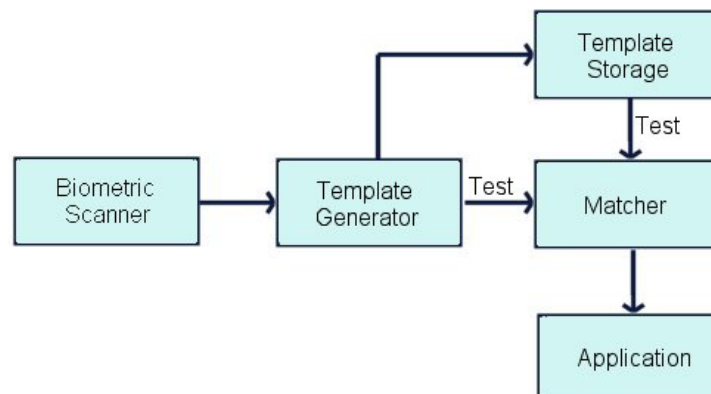 Template
Storage
Test
Biometric
Scanner
Template
Generator
Test
Matcher
Application